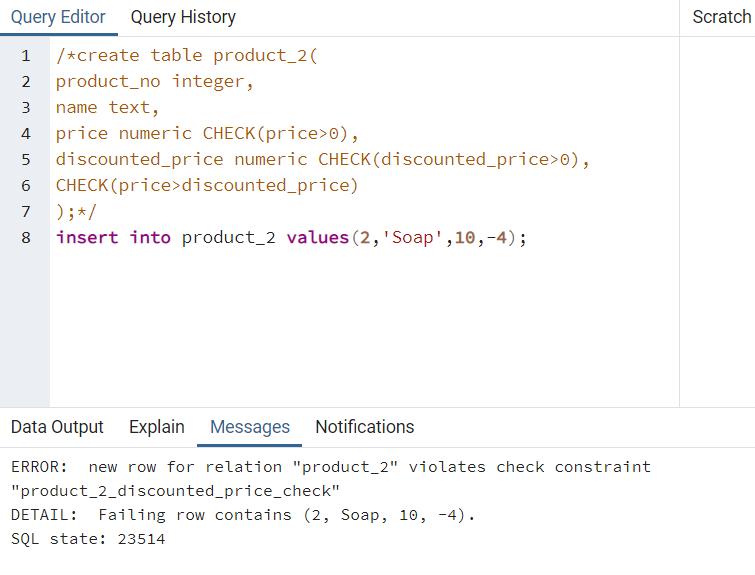 Query Editor Query History Scratch
1 /*create table product_2(
2 product_no integer,
3 name text,
4 price numeric CHECK(price>0),
5 discounted_price numeric CHECK(discounted_price>0),
6 CHECK(price>discounted_price)
7 );*/
8 insert into product_2 values(2,'Soap',10,-4);
Data Output Explain Messages Notifications
ERROR:  new row for relation "product_2" violates check constraint
"product_2_discounted_price_check"
DETAIL:  Failing row contains (2, Soap, 10, -4).
SQL state: 23514